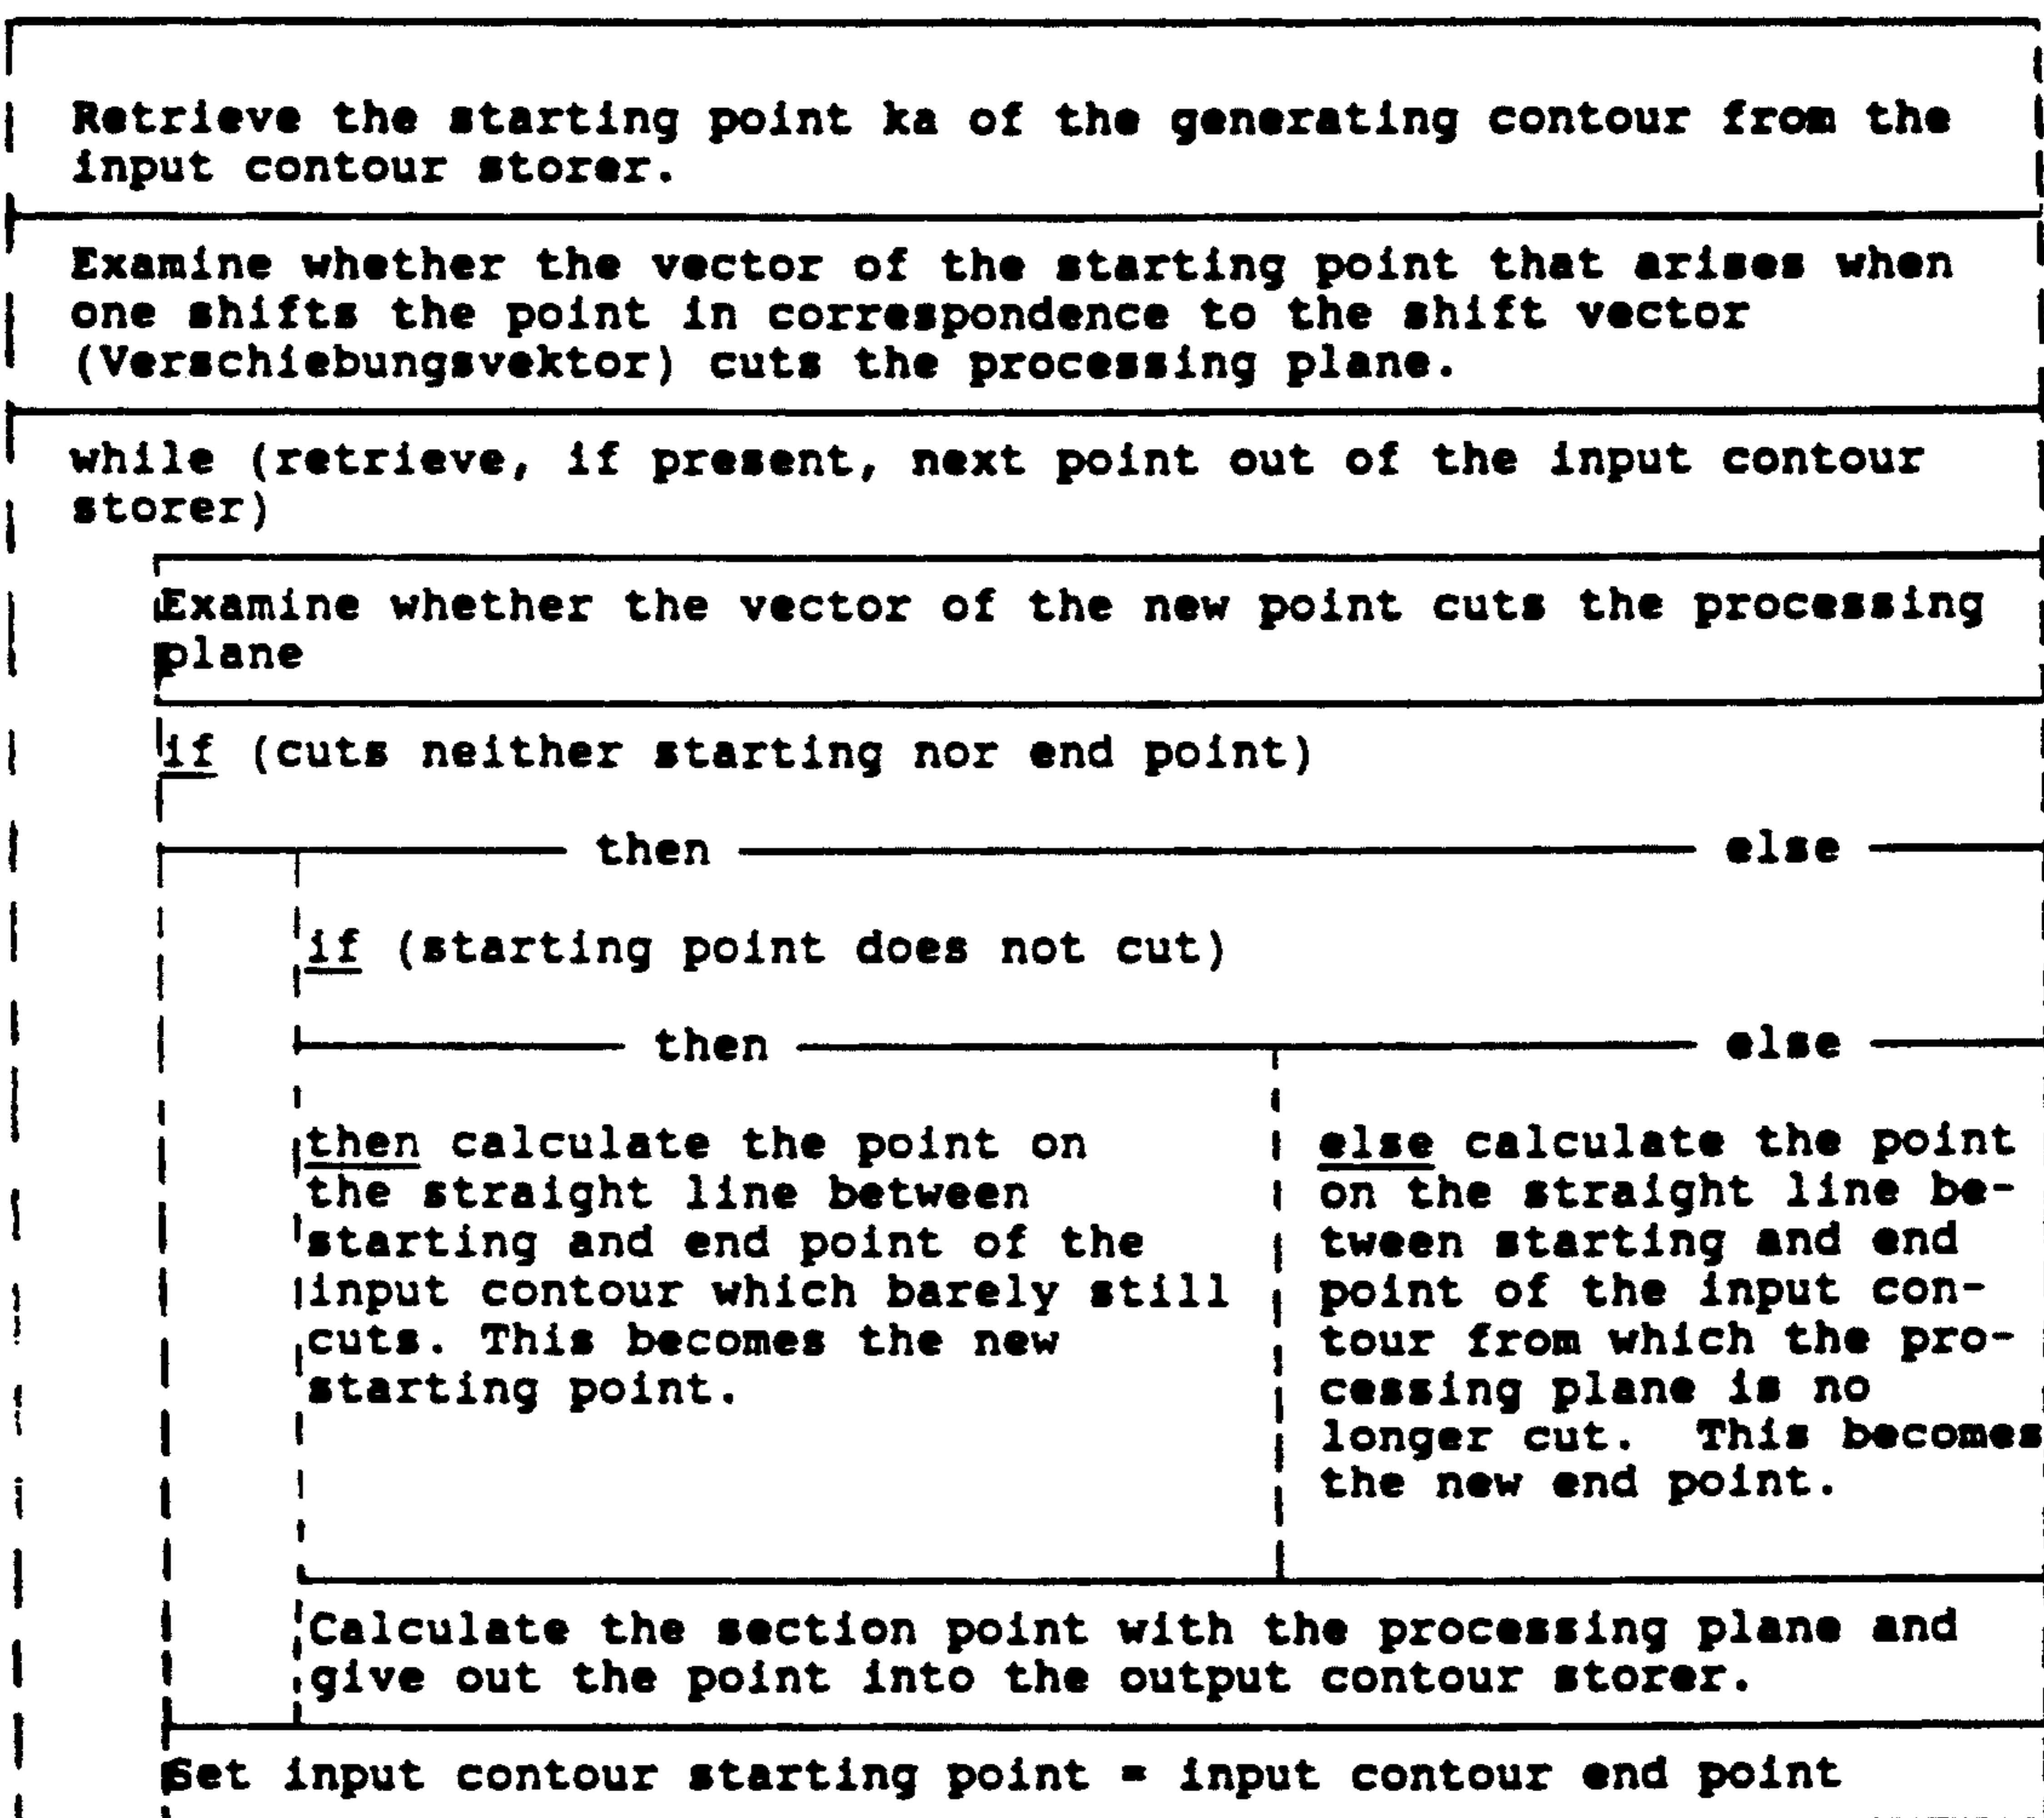 Retrieve the starting point ka of the generating contour from the
input contour storer.
Examine whether the vector of the starting point that arises when
one shifts the point in correspondence to the shift vector
(Verschiebungsvektor) cuts the processing plane.
while (retrieve, if present, next point out of the input contour
storer)
Examine whether the vector of the new point cuts the processing
plane
if (cuts neither starting nor end point)
then else
if (starting point does not cut)
then else
then calculate the point on
the straight line between
starting and end point of the
input contour which barely still
cuts. This becomes the new
starting point.
else calculate the point
on the straight line be-
tween starting and end
point of the input con-
tour from which the pro-
cessing plane is no
longer cut. This becomes
the new end point.
Calculate the section point with the processing plane and
give out the point into the output contour storer.
Set input contour starting point = input contour end point